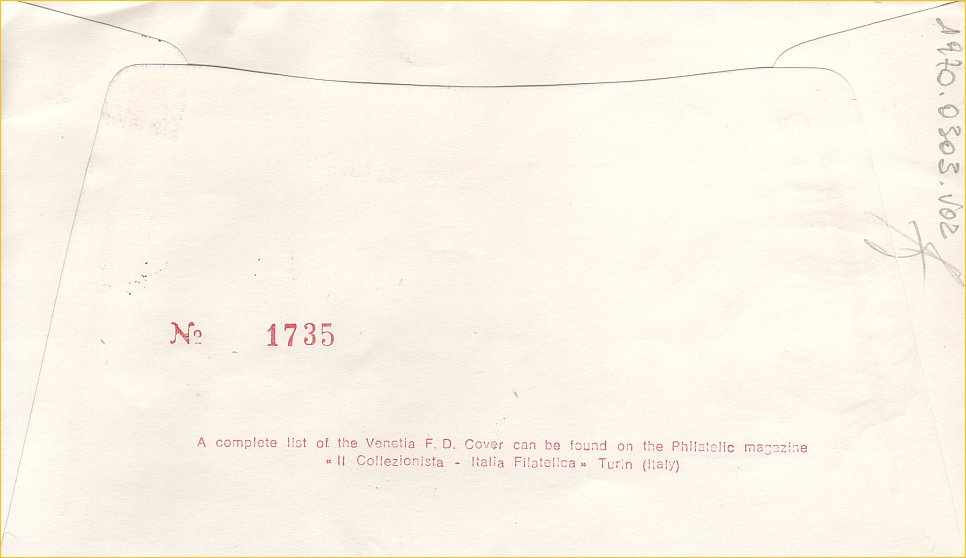 1970.0303.V02
№ 1735
A complete list of the Venetia F. D. Cover can be found on the Philatelic magazine
« Il Collezionista - Italia Filatelica » Turin (Italy)